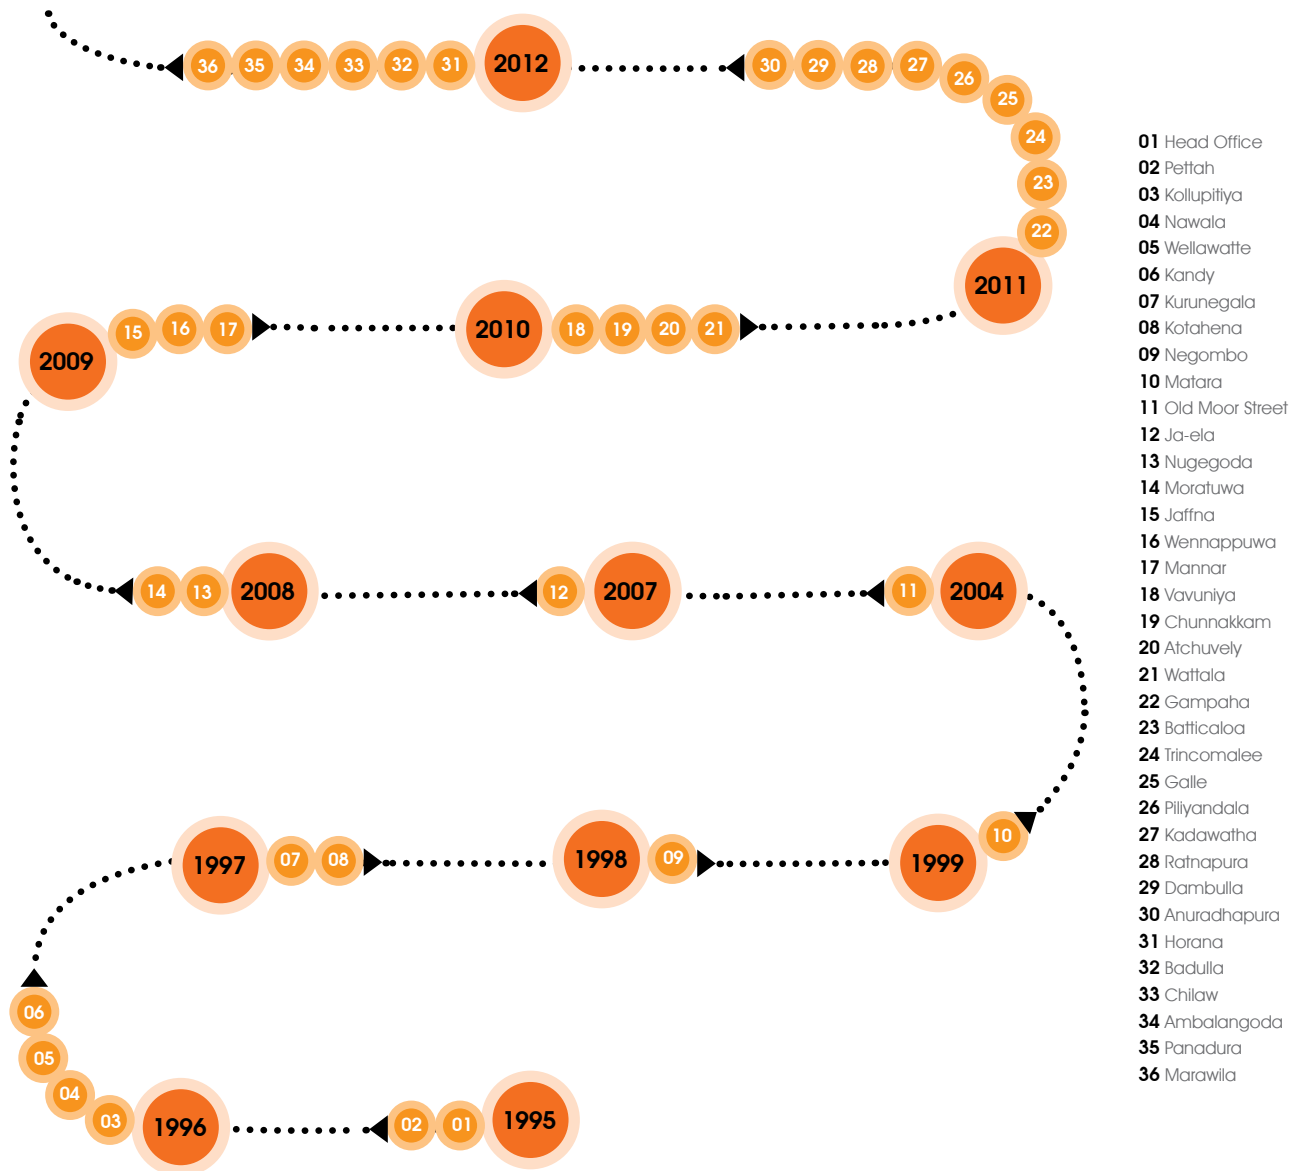 36 35 34 33 32 31 2012 30 29 28 27 26
25
24
23
22
2011
2009 15 16 17 2010 18 19 20 21
14 13 2008 12 2007 11 2004
1997 07 08 1998 09 1999 10
06
05
04
03 1996 02 01 1995
01 Head Office
02 Pettah
03 Kollupitiya
04 Nawala
05 Wellawatte
06 Kandy
07 Kurunegala
08 Kotahena
09 Negombo
10 Matara
11 Old Moor Street
12 Ja-ela
13 Nugegoda
14 Moratuwa
15 Jaffna
16 Wennappuwa
17 Mannar
18 Vavuniya
19 Chunnakkam
20 Atchuvely
21 Wattala
22 Gampaha
23 Batticaloa
24 Trincomalee
25 Galle
26 Piliyandala
27 Kadawatha
28 Ratnapura
29 Dambulla
30 Anuradhapura
31 Horana
32 Badulla
33 Chilaw
34 Ambalangoda
35 Panadura
36 Marawila